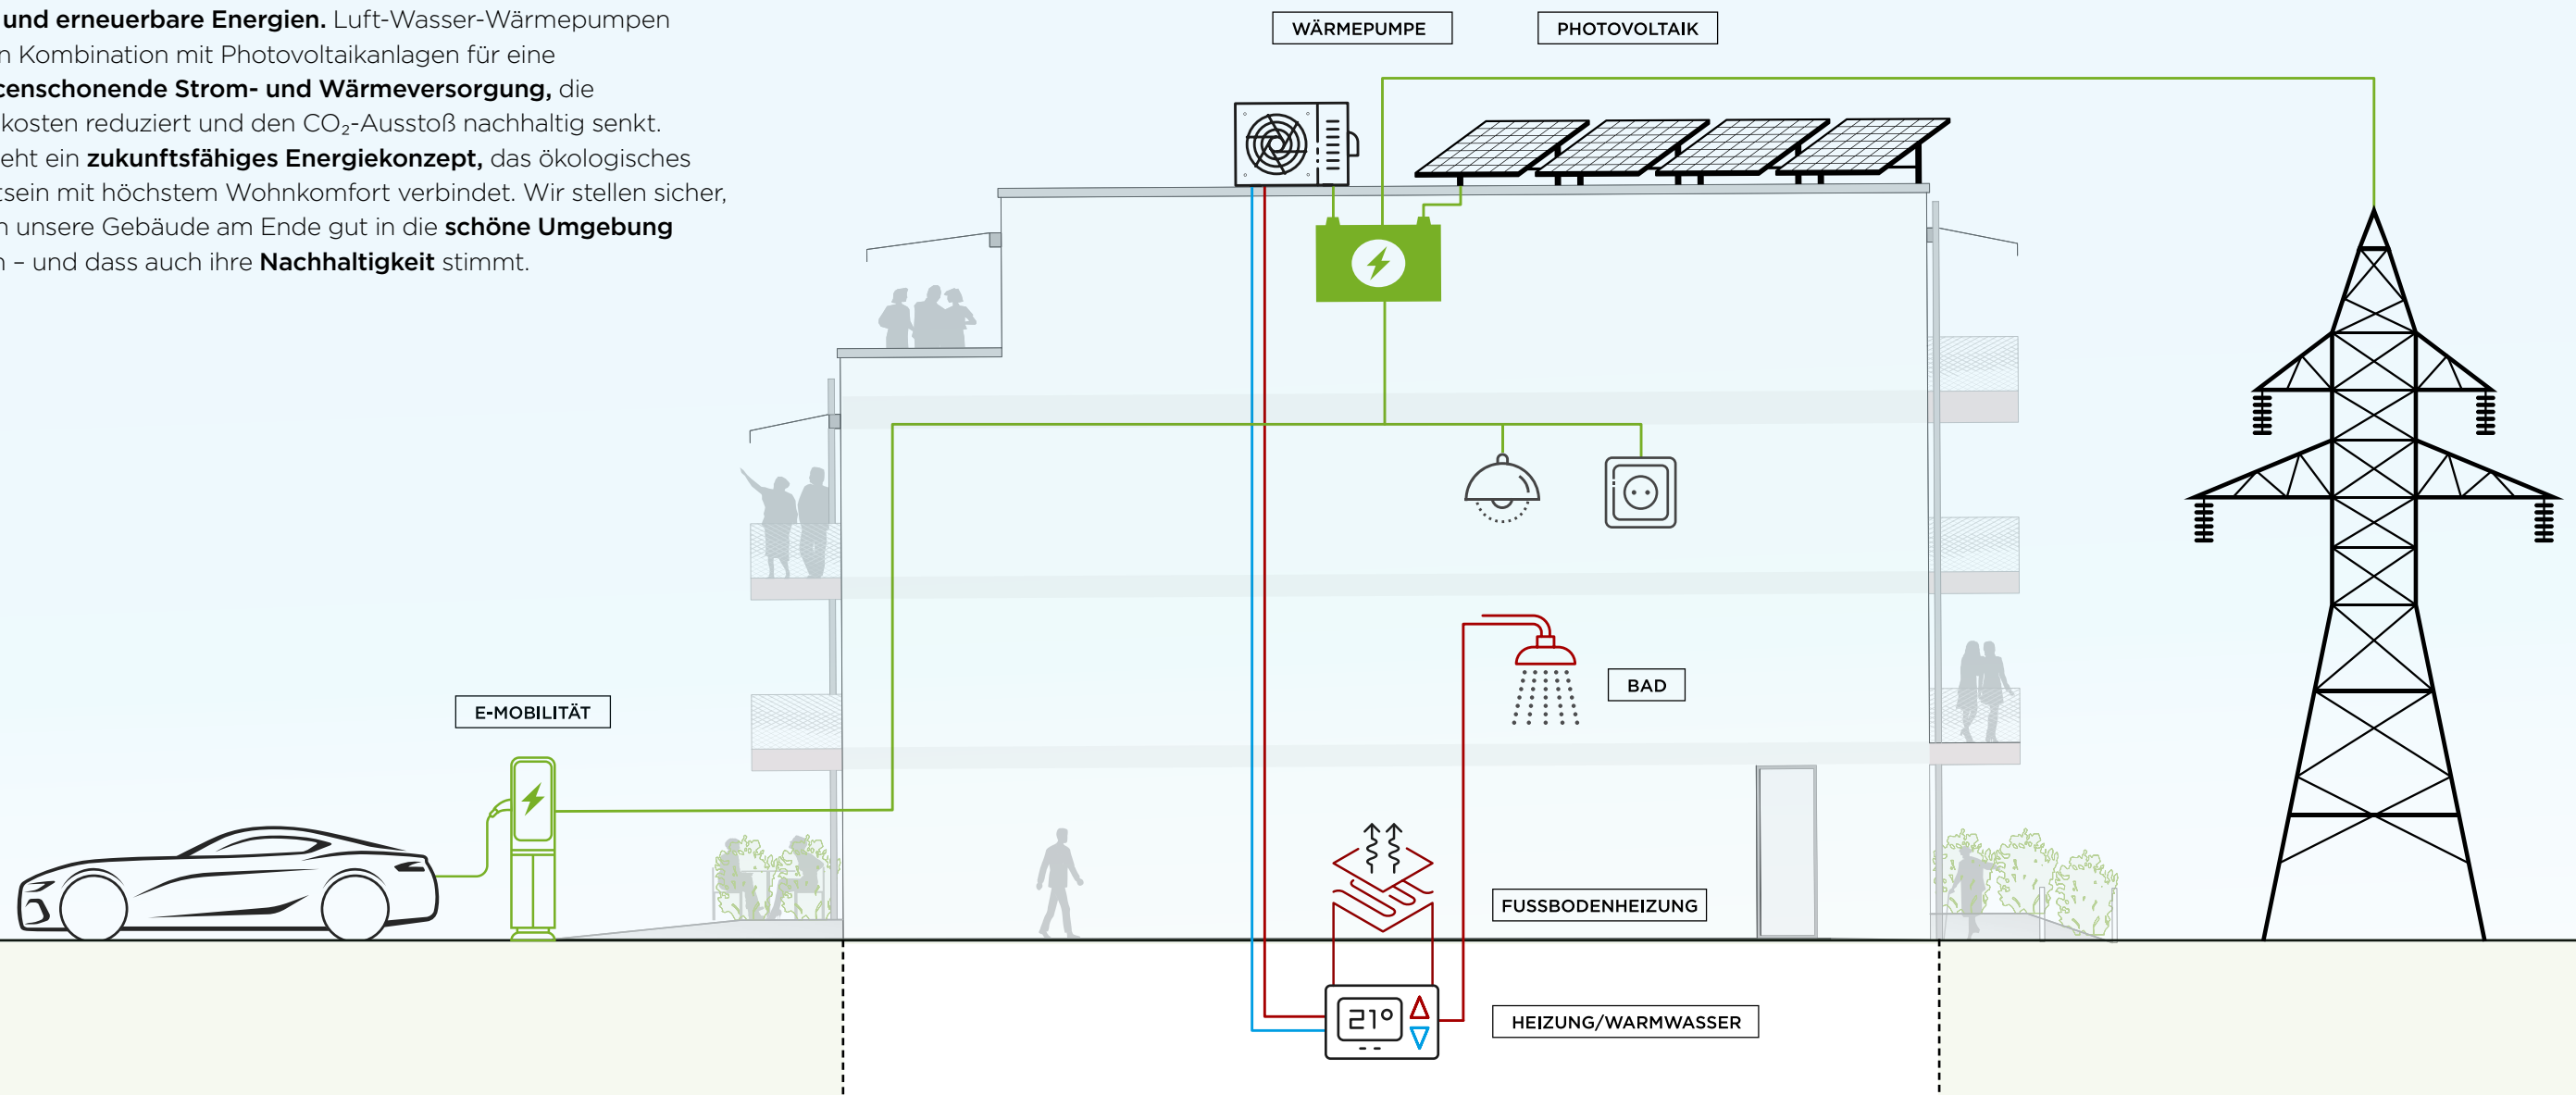 und erneuerbare Energien. Luft-Wasser-Wärmepumpen
Kombination mit Photovoltaikanlagen für eine
censchonende Strom- und Wärmeversorgung, die
kosten reduziert und den CO₂-Ausstoß nachhaltig senkt.
eht ein zukunftsfähiges Energiekonzept, das ökologisches
tsein mit höchstem Wohnkomfort verbindet. Wir stellen sicher,
n unsere Gebäude am Ende gut in die schöne Umgebung
n – und dass auch ihre Nachhaltigkeit stimmt.
WÄRMEPUMPE
PHOTOVOLTAIK
E-MOBILITÄT
BAD
FUSSBODENHEIZUNG
21°
HEIZUNG/WARMWASSER